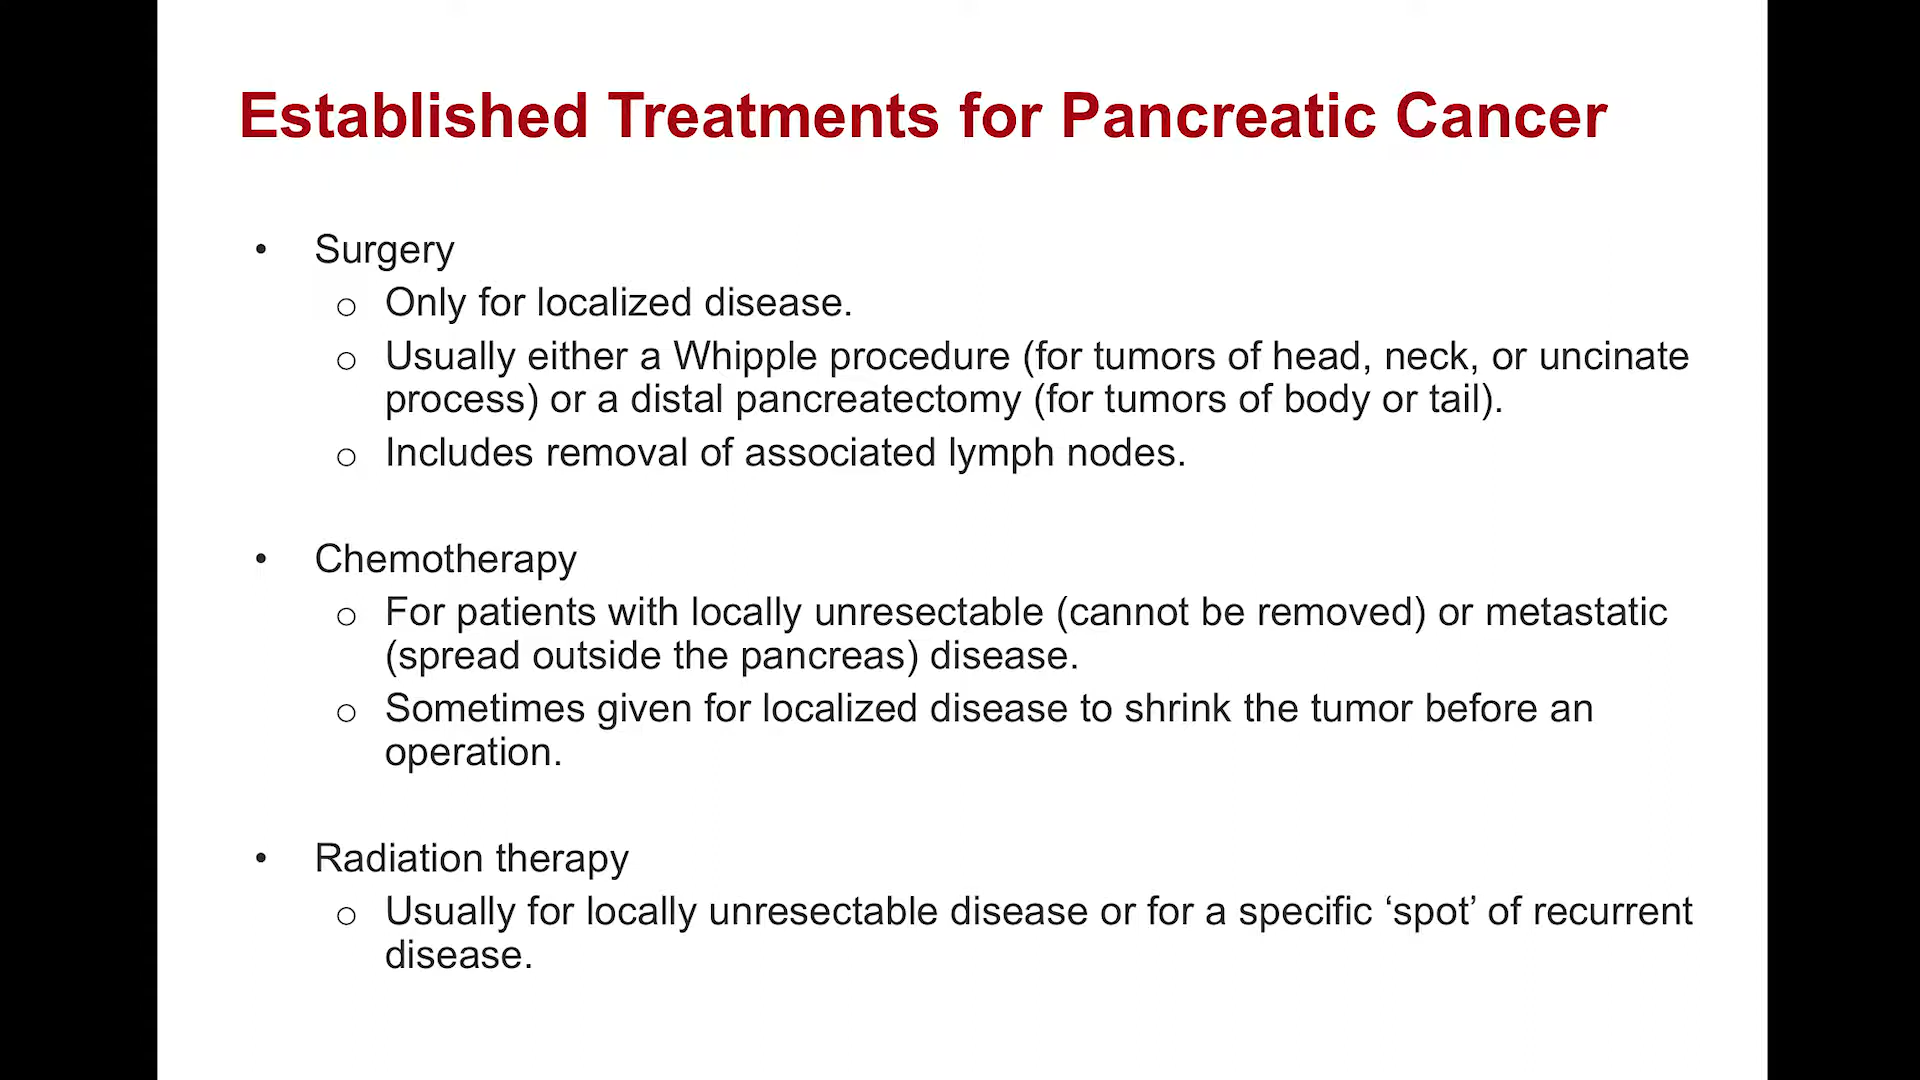 Established Treatments for Pancreatic Cancer
• Surgery
o Only for localized disease.
o Usually either a Whipple procedure (for tumors of head, neck, or uncinate
process) or a distal pancreatectomy (for tumors of body or tail).
o Includes removal of associated lymph nodes.
• Chemotherapy
o For patients with locally unresectable (cannot be removed) or metastatic
(spread outside the pancreas) disease.
o Sometimes given for localized disease to shrink the tumor before an
operation.
• Radiation therapy
o Usually for locally unresectable disease or for a specific ‘spot’ of recurrent
disease.